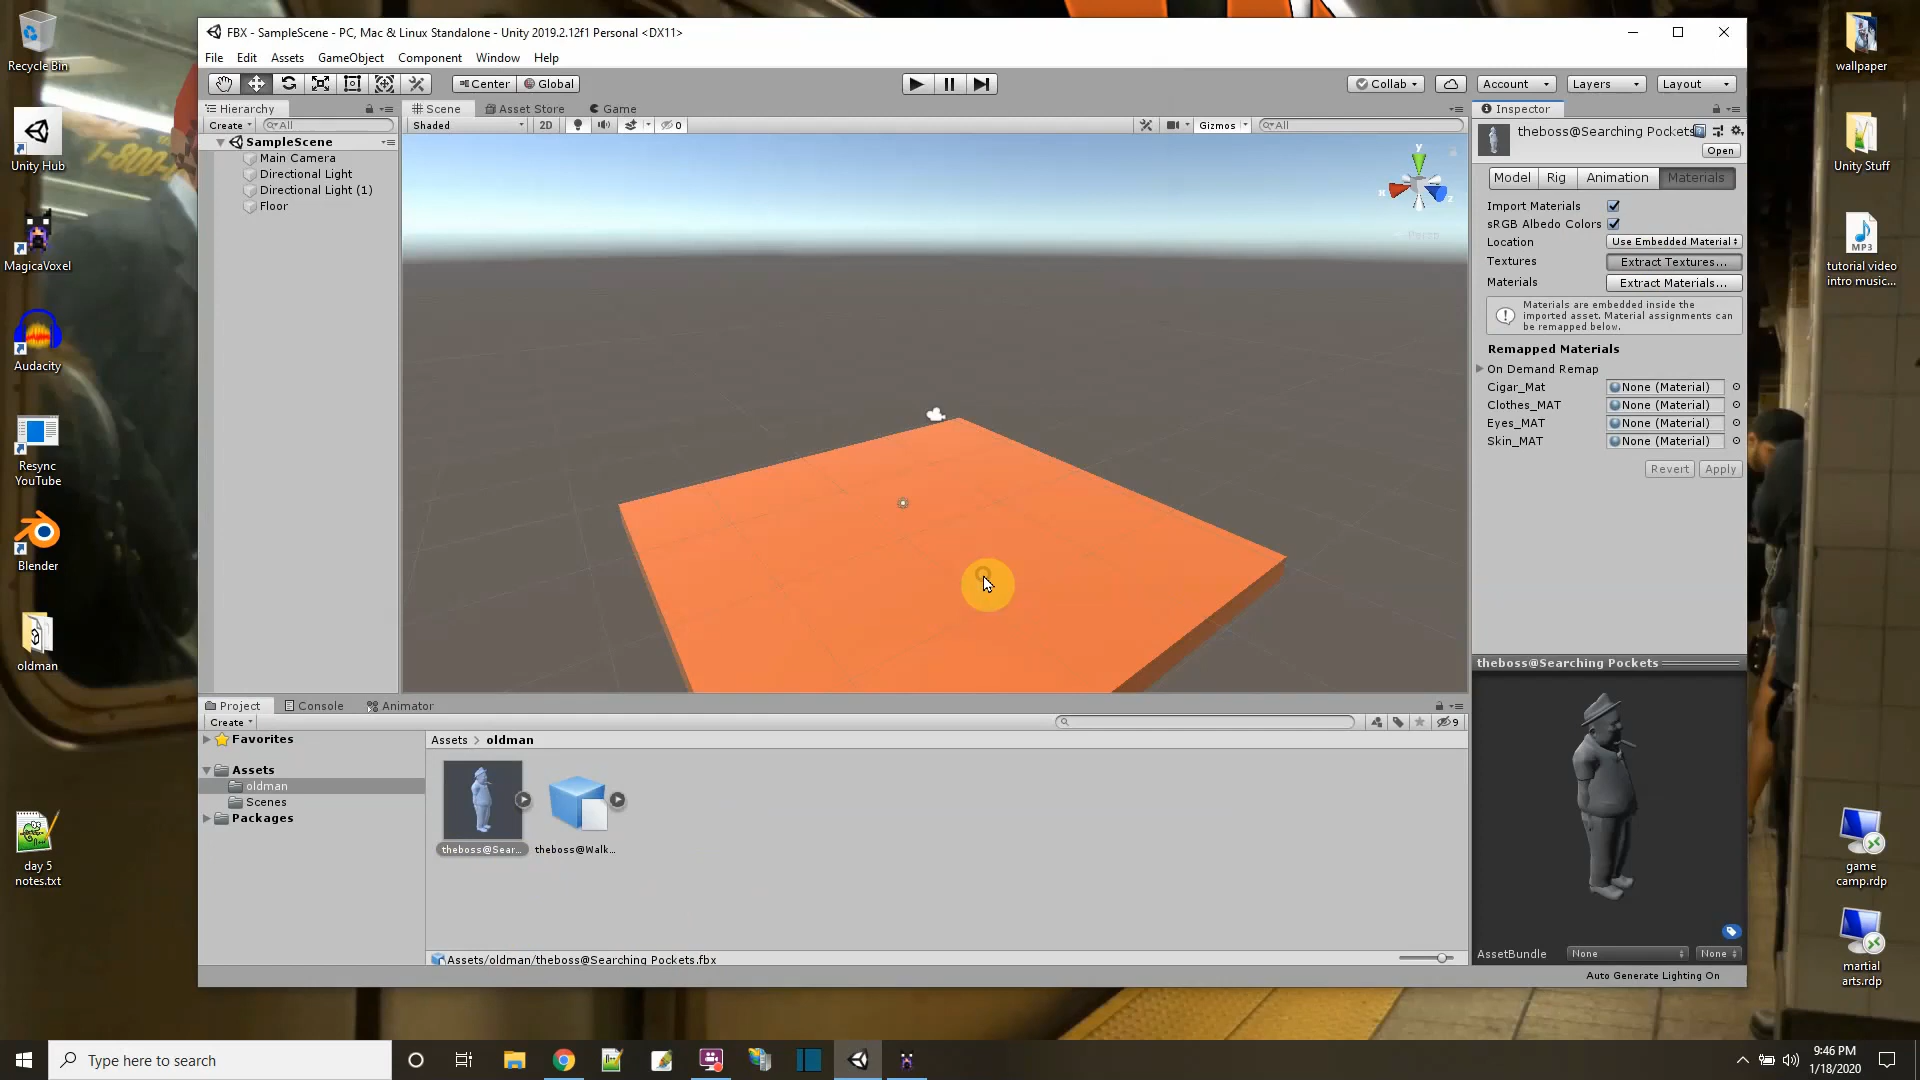 FBX - SampleScene - PC, Mac & Linux Standalone - Unity 2019.2.12f1 Personal <DX11>
File Edit Assets GameObject Component Window Help
Center Global Collab Account Layers Layout
Hierarchy
Create All
SampleScene
Main Camera
Directional Light
Directional Light (1)
Floor
Scene Asset Store Game
Shaded 2D 0 Gizmos All
y
x
z
Persp
Inspector
theboss@Searching Pockets
Open
Model Rig Animation Materials
Import Materials
sRGB Albedo Colors
Location Use Embedded Material
Textures Extract Textures...
Materials Extract Materials...
Materials are embedded inside the
imported asset. Material assignments can
be remapped below.
Remapped Materials
On Demand Remap
Cigar_Mat None (Material)
Clothes_MAT None (Material)
Eyes_MAT None (Material)
Skin_MAT None (Material)
Revert Apply
theboss@Searching Pockets
AssetBundle None None
Auto Generate Lighting On
Project Console Animator
Create 9
Favorites
Assets
oldman
Scenes
Packages
Assets > oldman
theboss@Sear... theboss@Walk...
Assets/oldman/theboss@Searching Pockets.fbx
Recycle Bin
Unity Hub
MagicaVoxel
Audacity
Resync
YouTube
Blender
oldman
day 5
notes.txt
wallpaper
Unity Stuff
MP3
tutorial video
intro music...
game
camp.rdp
martial
arts.rdp
1-800-
Type here to search
9:46 PM
1/18/2020